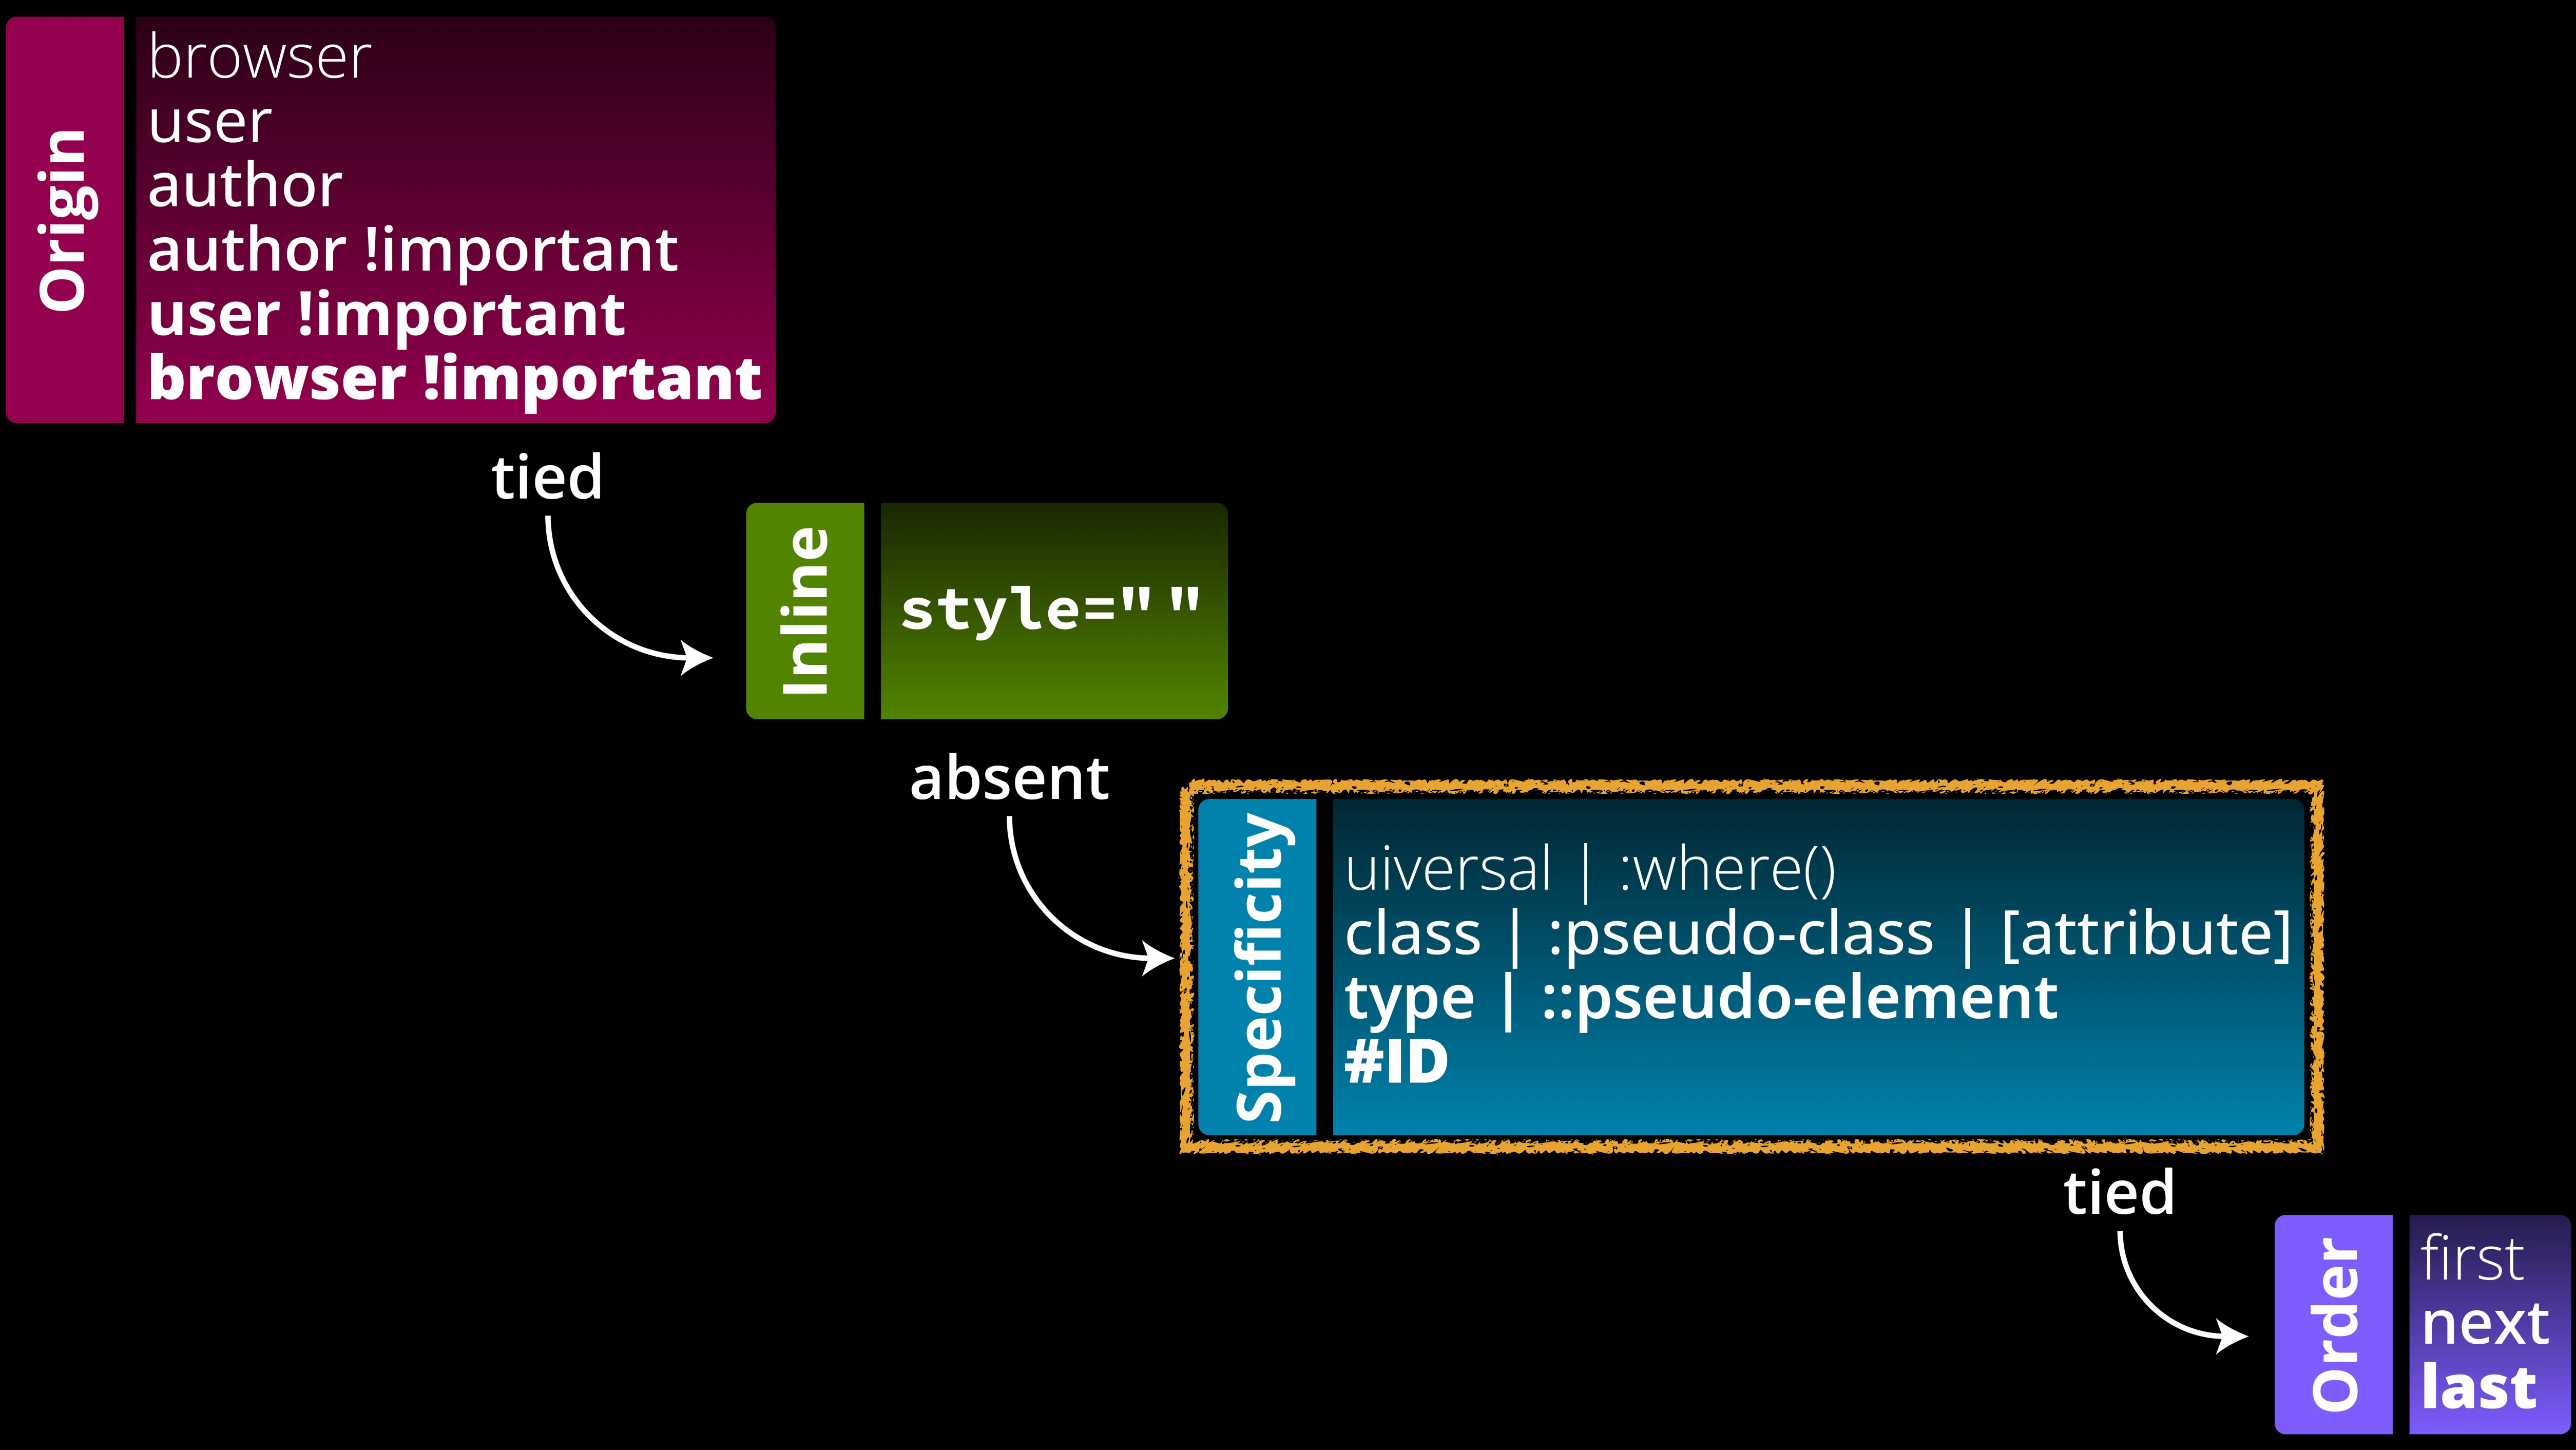 Origin
browser
user
author
author !important
user !important
browser !important
tied
Inline
style=" "
absent
Specificity
uiversal | :where()
class | :pseudo-class | [attribute]
type | ::pseudo-element
#ID
tied
Order
first
next
last